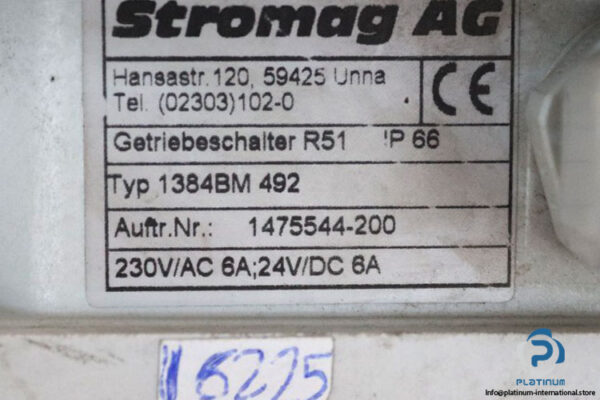 Stromag AG
Hansastr.120, 59425 Unna
Tel. (02303)102-0
CE
Getriebeschalter R51 IP 66
Typ 1384BM 492
Auftr.Nr.: 1475544-200
230V/AC 6A;24V/DC 6A
16225
PLATINUM
Info@platinum-international.store